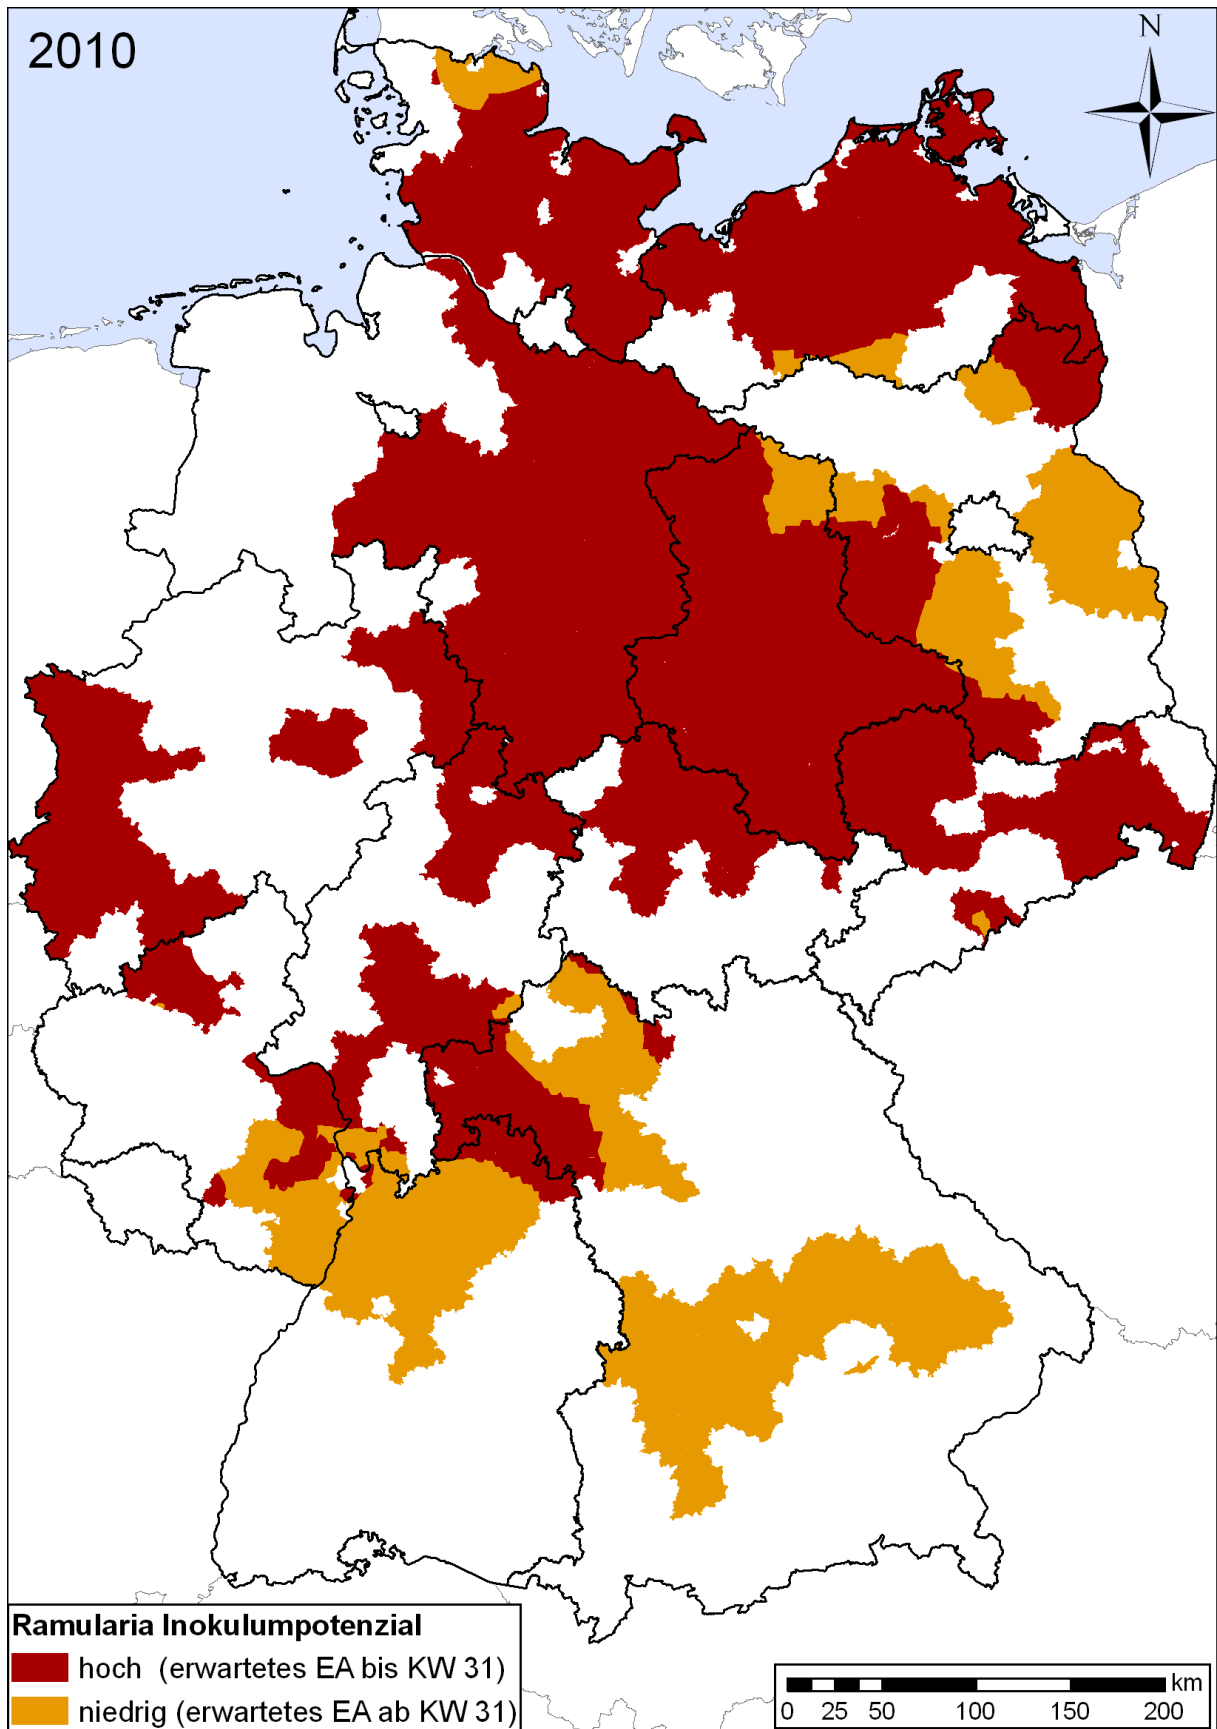 2010
N
Ramularia Inokulumpotenzial
hoch (erwartetes EA bis KW 31)
niedrig (erwartetes EA ab KW 31)
km
0 25 50 100 150 200